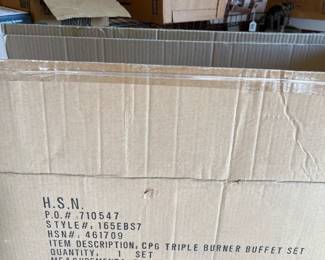 H.S.N.
P.O.# 710547
STYLE#: 165EBS7
HSN#: 461709
ITEM DESCRIPTION: CPG TRIPLE BURNER BUFFET SET
QUANTITY: 1 SET